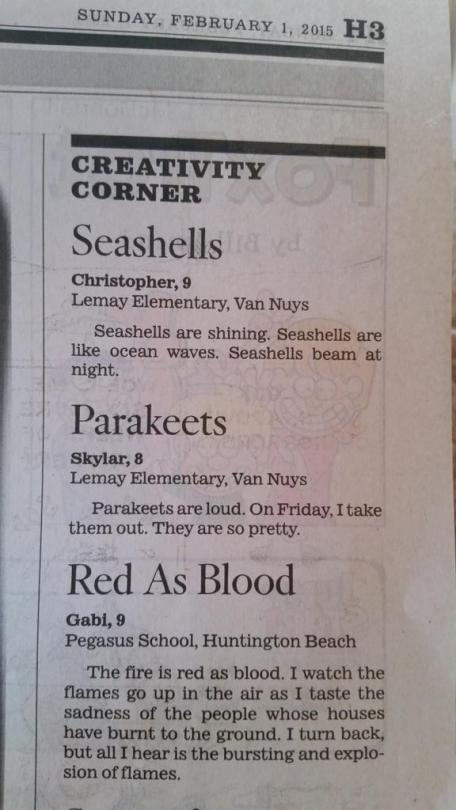 SUNDAY, FEBRUARY 1, 2015 H3
CREATIVITY
CORNER
Seashells
Christopher, 9
Lemay Elementary, Van Nuys
Seashells are shining. Seashells are
like ocean waves. Seashells beam at
night.
Parakeets
Skylar, 8
Lemay Elementary, Van Nuys
Parakeets are loud. On Friday, I take
them out. They are so pretty.
Red As Blood
Gabi, 9
Pegasus School, Huntington Beach
The fire is red as blood. I watch the
flames go up in the air as I taste the
sadness of the people whose houses
have burnt to the ground. I turn back,
but all I hear is the bursting and explo-
sion of flames.